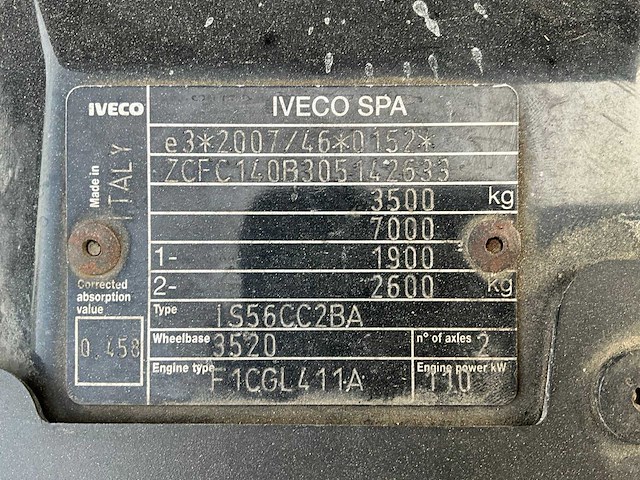 IVECO IVECO SPA
e3*2007/46*0152*
ZCFC140B305142633
3500 kg
7000
1- 1900
2- 2600 kg
Made in ITALY
Corrected absorption value
0.458
Type IS56CC2BA
Wheelbase 3520 n° of axles 2
Engine type F1CGL411A Engine power kW 110